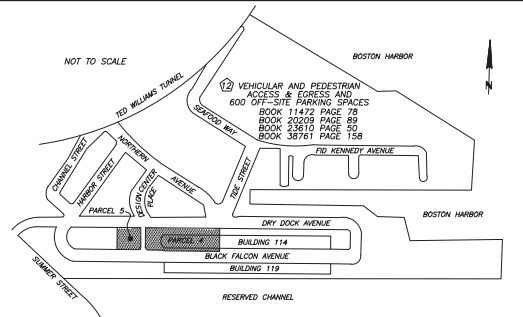 NOT TO SCALE
BOSTON HARBOR
12 VEHICULAR AND PEDESTRIAN
ACCESS & EGRESS AND
600 OFF-SITE PARKING SPACES
BOOK 11472 PAGE 78
BOOK 20209 PAGE 89
BOOK 23610 PAGE 50
BOOK 38761 PAGE 158
TED WILLIAMS TUNNEL
SEAFOOD WAY
FID KENNEDY AVENUE
CHANNEL STREET
HARBOR STREET
NORTHERN
AVENUE
DESIGN CENTER
PLACE
TIDE STREET
PARCEL 5
BOSTON HARBOR
DRY DOCK AVENUE
PARCEL 4
BUILDING 114
BLACK FALCON AVENUE
BUILDING 119
SUMMER STREET
RESERVED CHANNEL
N